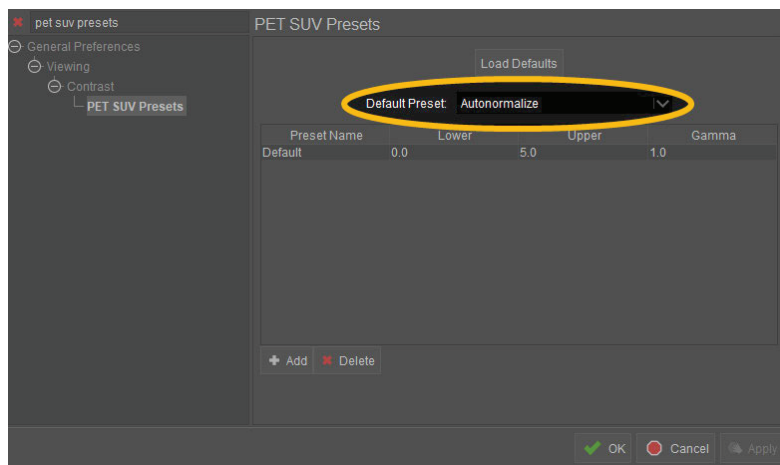 pet suv presets
General Preferences
Viewing
Contrast
PET SUV Presets
PET SUV Presets
Load Defaults
Default Preset: Autonormalize
Preset Name Lower Upper Gamma
Default 0.0 5.0 1.0
Add Delete
OK Cancel Apply